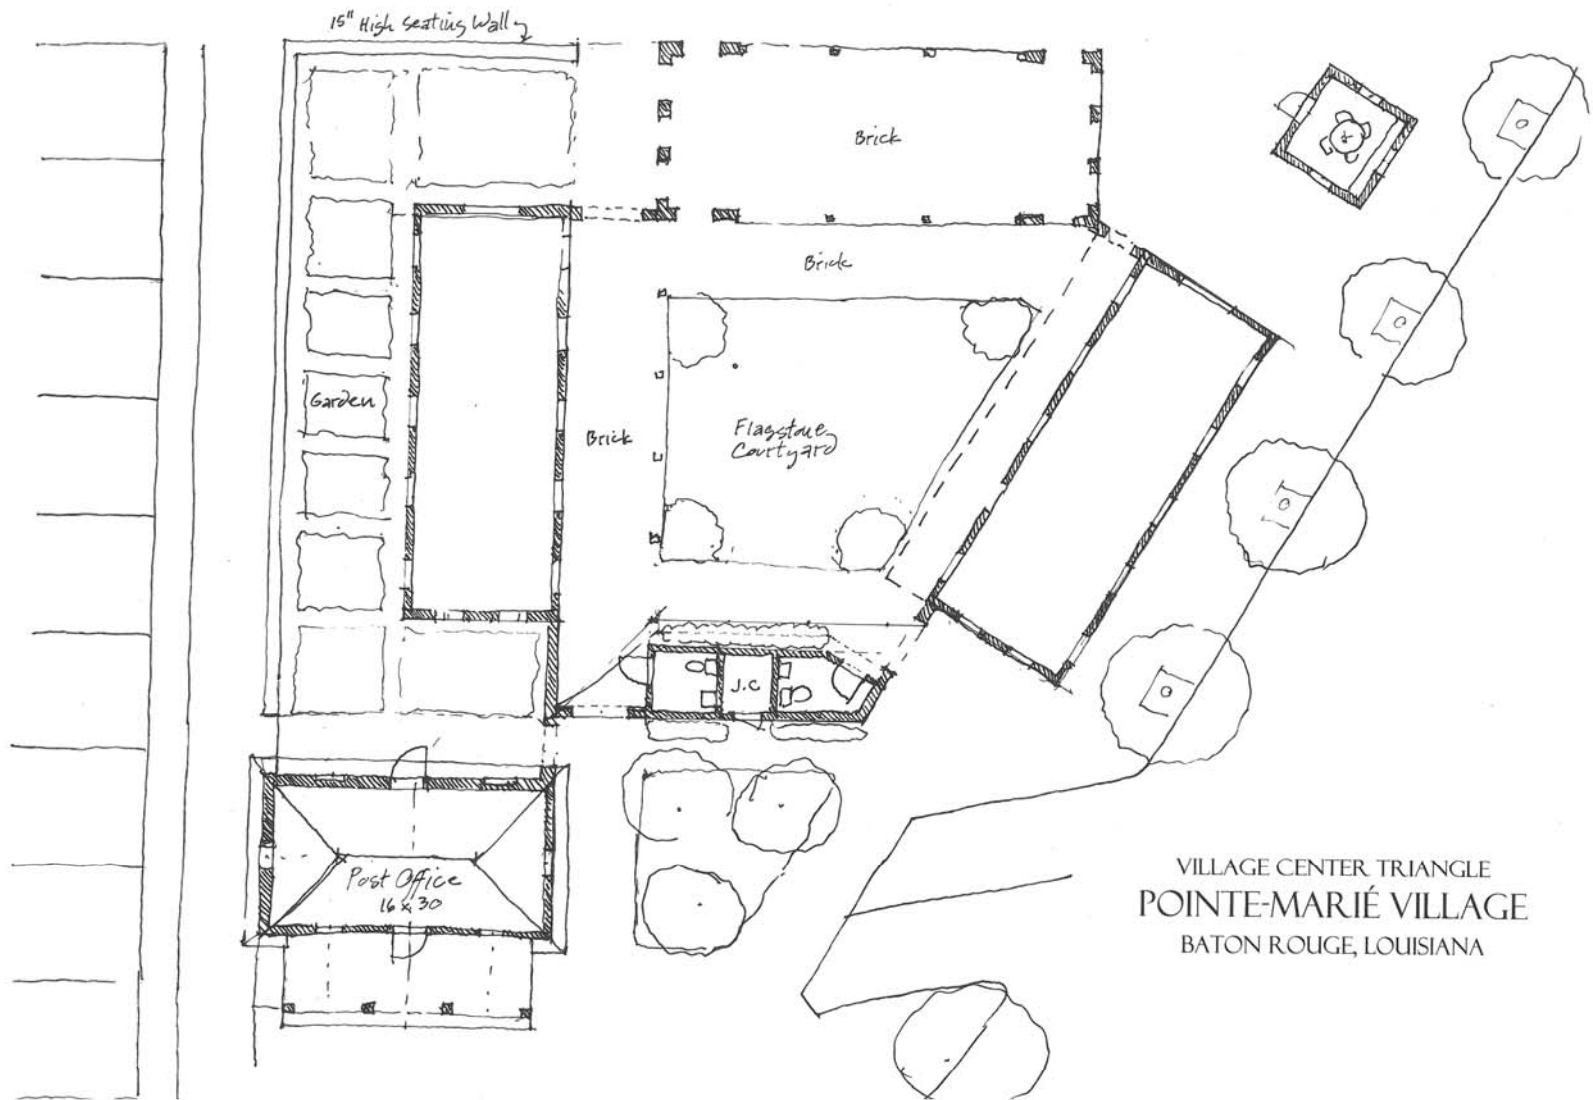 15" High Seating Wall
Brick
Brick
Garden
Brick
Flagstone
Courtyard
J.C
Post Office
16 x 30
VILLAGE CENTER TRIANGLE
POINTE-MARIÉ VILLAGE
BATON ROUGE, LOUISIANA